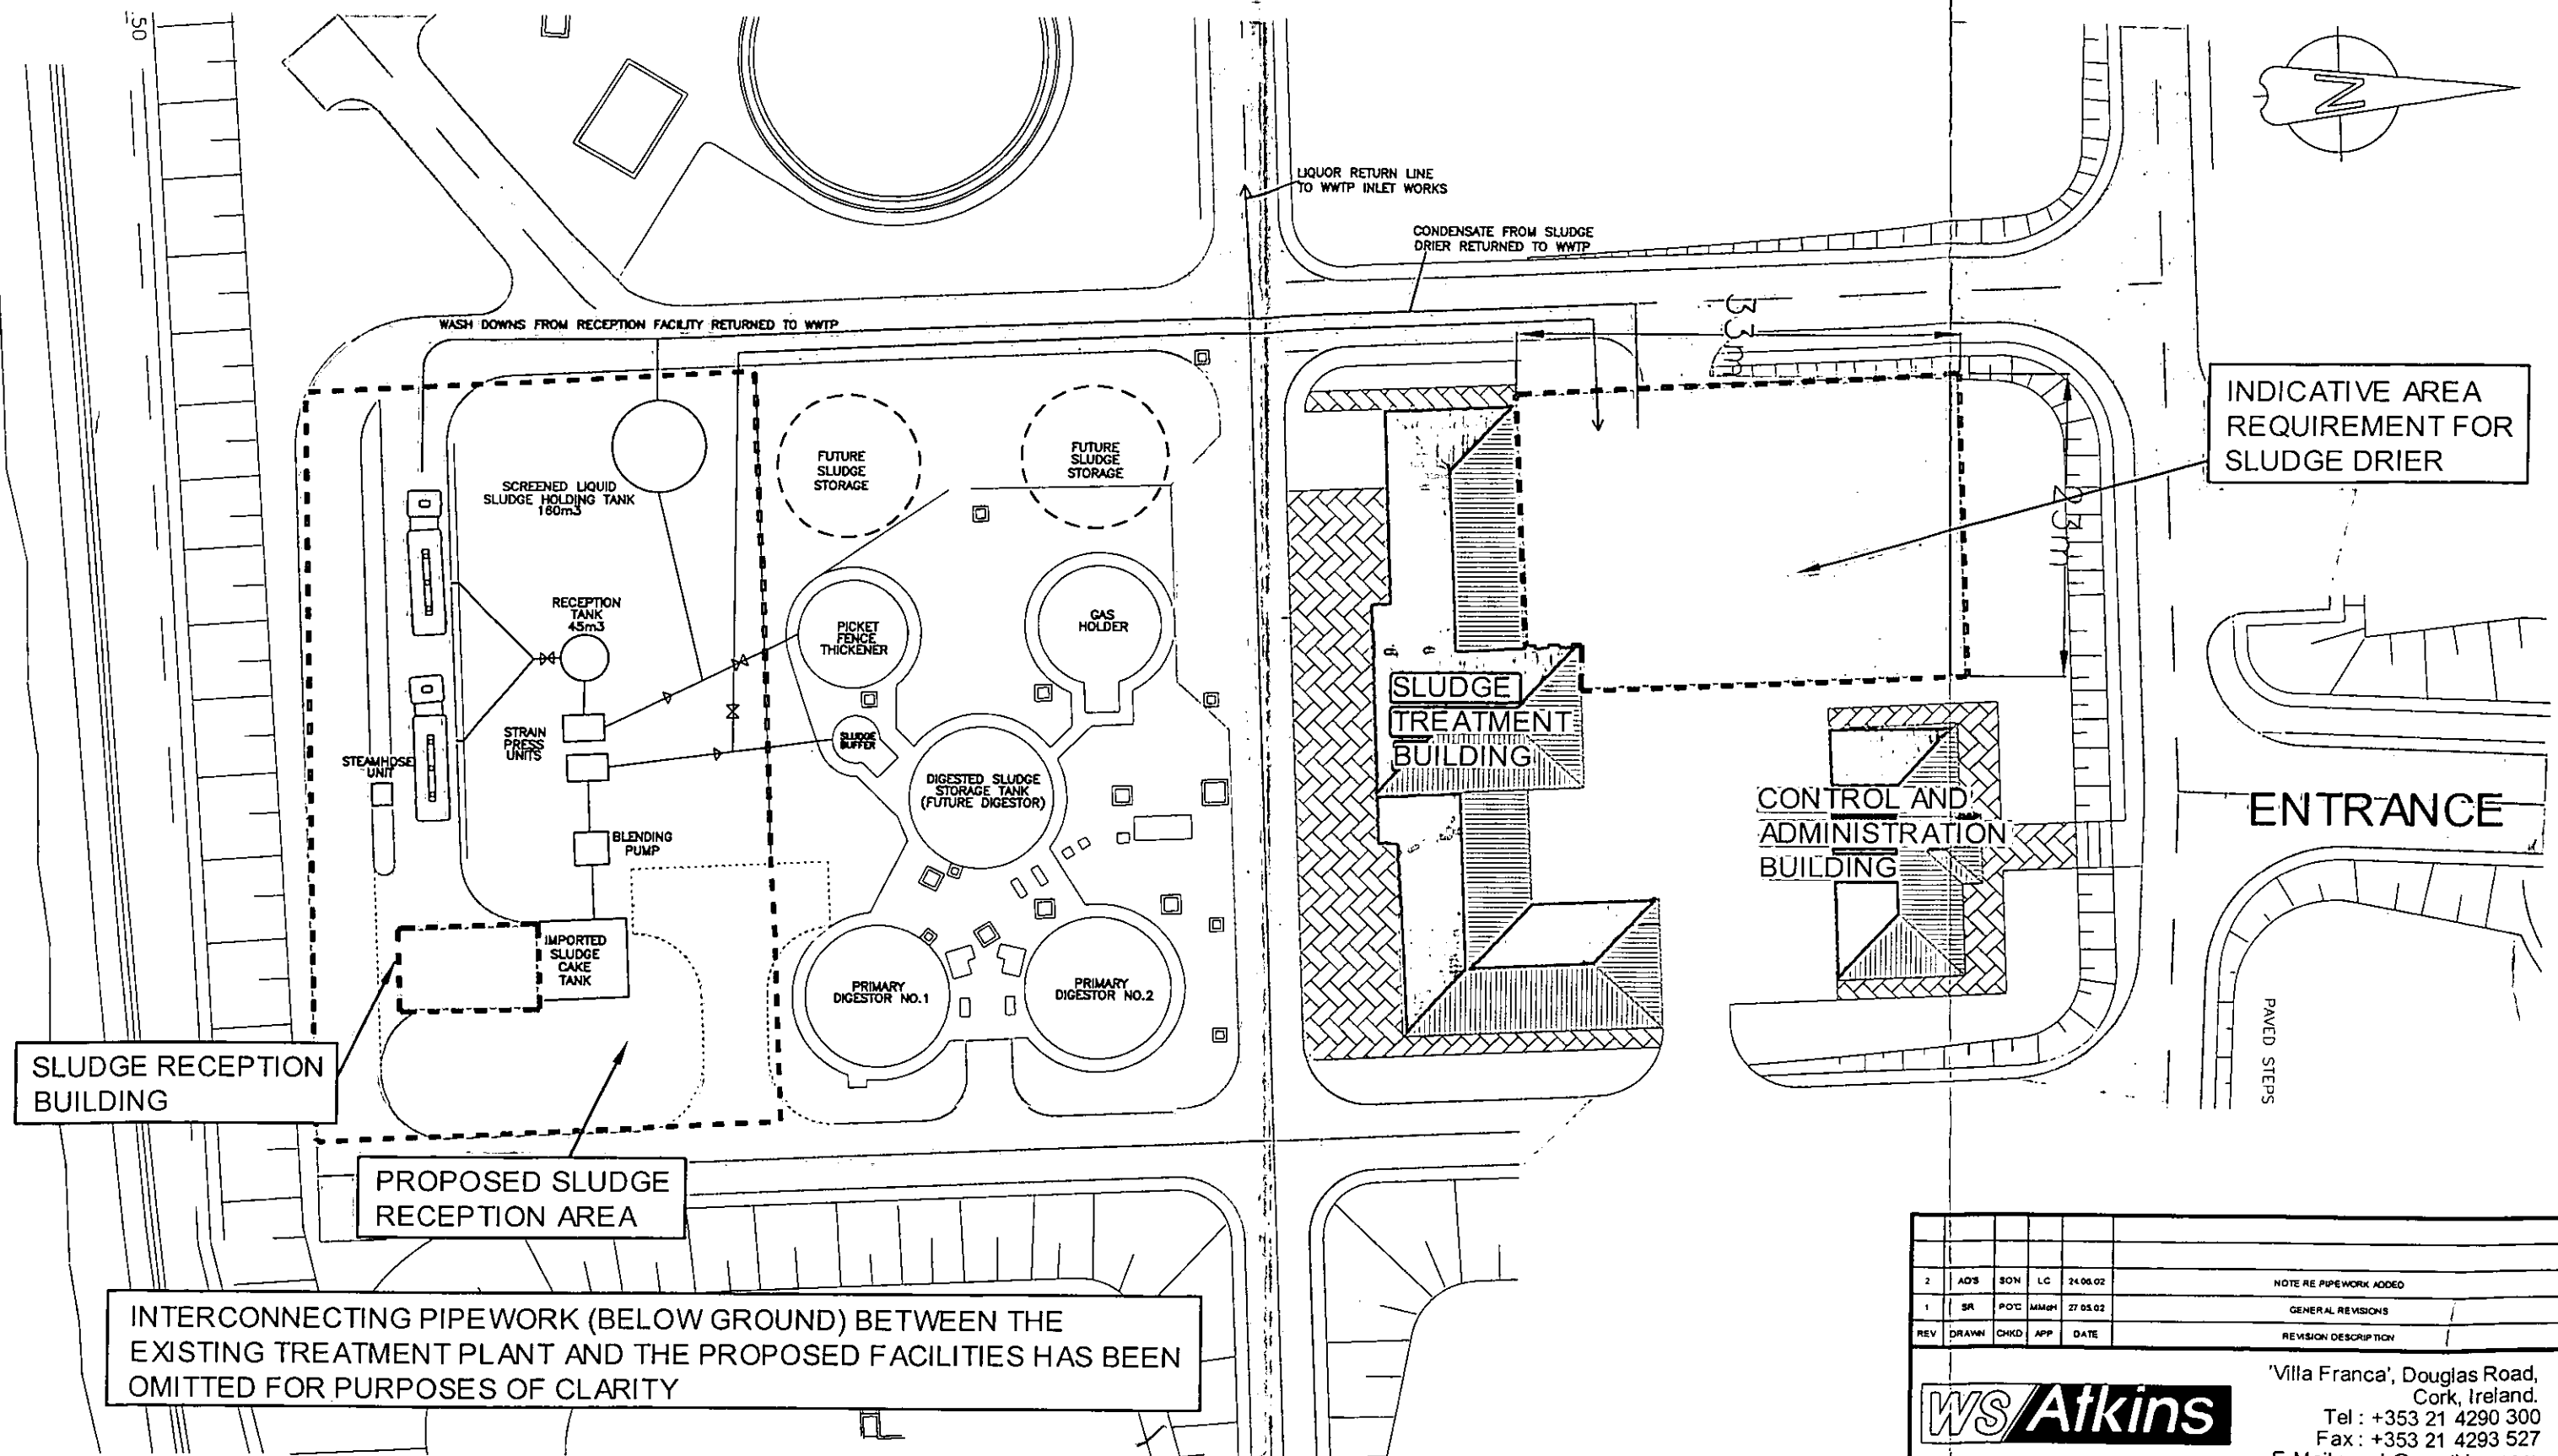 50
N
LIQUOR RETURN LINE
TO WWTP INLET WORKS
CONDENSATE FROM SLUDGE
DRIER RETURNED TO WWTP
WASH DOWNS FROM RECEPTION FACILITY RETURNED TO WWTP
33m
23m
INDICATIVE AREA
REQUIREMENT FOR
SLUDGE DRIER
SCREENED LIQUID
SLUDGE HOLDING TANK
160m3
FUTURE
SLUDGE
STORAGE
FUTURE
SLUDGE
STORAGE
RECEPTION
TANK
45m3
PICKET
FENCE
THICKENER
GAS
HOLDER
STRAIN
PRESS
UNITS
SLUDGE
BUFFER
STEAMHOSE
UNIT
DIGESTED SLUDGE
STORAGE TANK
(FUTURE DIGESTOR)
BLENDING
PUMP
SLUDGE
TREATMENT
BUILDING
CONTROL AND
ADMINISTRATION
BUILDING
ENTRANCE
IMPORTED
SLUDGE
CAKE
TANK
PRIMARY
DIGESTOR NO.1
PRIMARY
DIGESTOR NO.2
PAVED STEPS
SLUDGE RECEPTION
BUILDING
PROPOSED SLUDGE
RECEPTION AREA
INTERCONNECTING PIPEWORK (BELOW GROUND) BETWEEN THE
EXISTING TREATMENT PLANT AND THE PROPOSED FACILITIES HAS BEEN
OMITTED FOR PURPOSES OF CLARITY
2 AO'S SO'N LC 24.06.02 NOTE RE PIPEWORK ADDED
1 SR PO'C MMcH 27.05.02 GENERAL REVISIONS
REV DRAWN CHKD APP DATE REVISION DESCRIPTION
WS Atkins
'Villa Franca', Douglas Road,
Cork, Ireland.
Tel : +353 21 4290 300
Fax : +353 21 4293 527